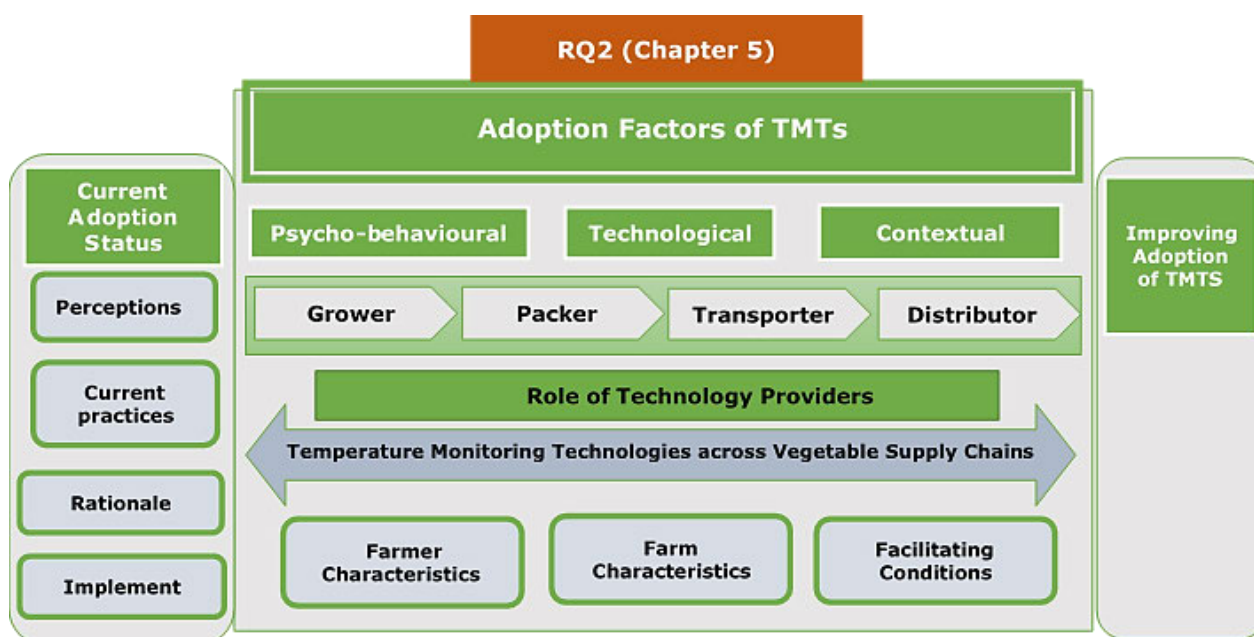 RQ2 (Chapter 5)
Adoption Factors of TMTs
Current
Adoption
Status
Perceptions
Current
practices
Rationale
Implement
Psycho-behavioural
Technological
Contextual
Grower
Packer
Transporter
Distributor
Role of Technology Providers
Temperature Monitoring Technologies across Vegetable Supply Chains
Farmer
Characteristics
Farm
Characteristics
Facilitating
Conditions
Improving
Adoption
of TMTS